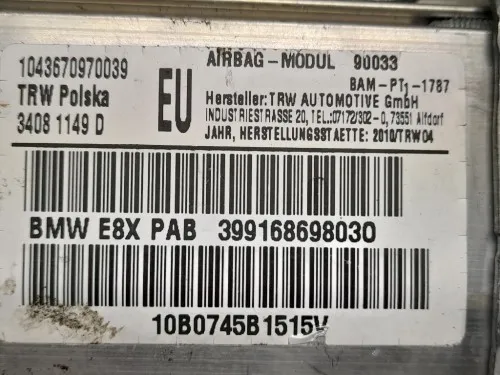 1043670970039
TRW Polska
3408 1149 D
EU
AIRBAG-MODUL 90033
BAM-PT1-1787
Hersteller: TRW AUTOMOTIVE GmbH
INDUSTRIESTRASSE 20, TEL.:07172/302-0, 73551 Alfdorf
JAHR, HERSTELLUNGSSTAETTE: 2010/TRW04
BMW E8X PAB 399168698030
10B0745B1515V